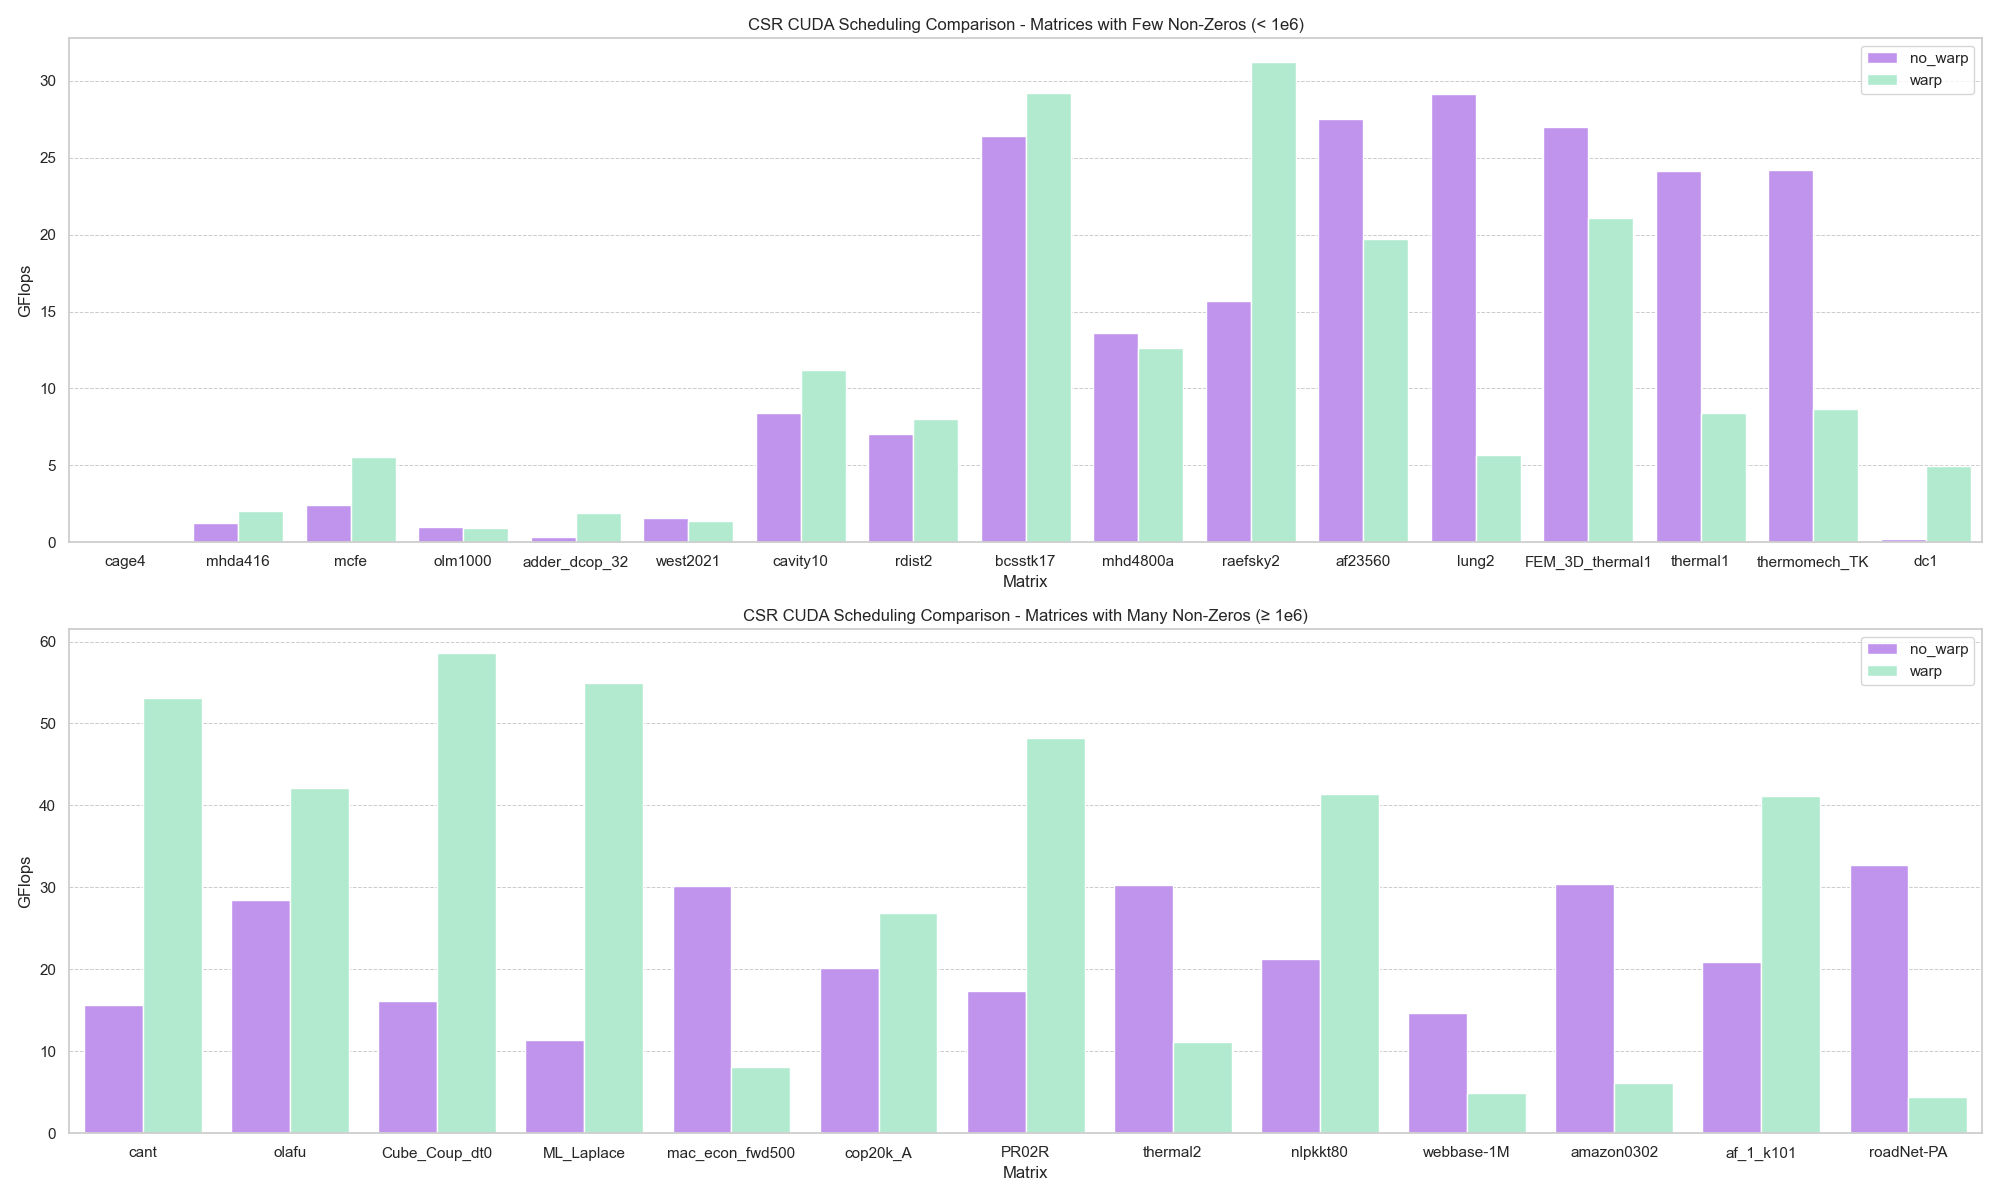 CSR CUDA Scheduling Comparison - Matrices with Few Non-Zeros (< 1e6)
no_warp
warp
GFlops
30
25
20
15
10
5
0
cage4 mhda416 mcfe olm1000 adder_dcop_32 west2021 cavity10 rdist2 bcsstk17 mhd4800a raefsky2 af23560 lung2 FEM_3D_thermal1 thermal1 thermomech_TK dc1
Matrix
CSR CUDA Scheduling Comparison - Matrices with Many Non-Zeros (≥ 1e6)
no_warp
warp
GFlops
60
50
40
30
20
10
0
cant olafu Cube_Coup_dt0 ML_Laplace mac_econ_fwd500 cop20k_A PR02R thermal2 nlpkkt80 webbase-1M amazon0302 af_1_k101 roadNet-PA
Matrix